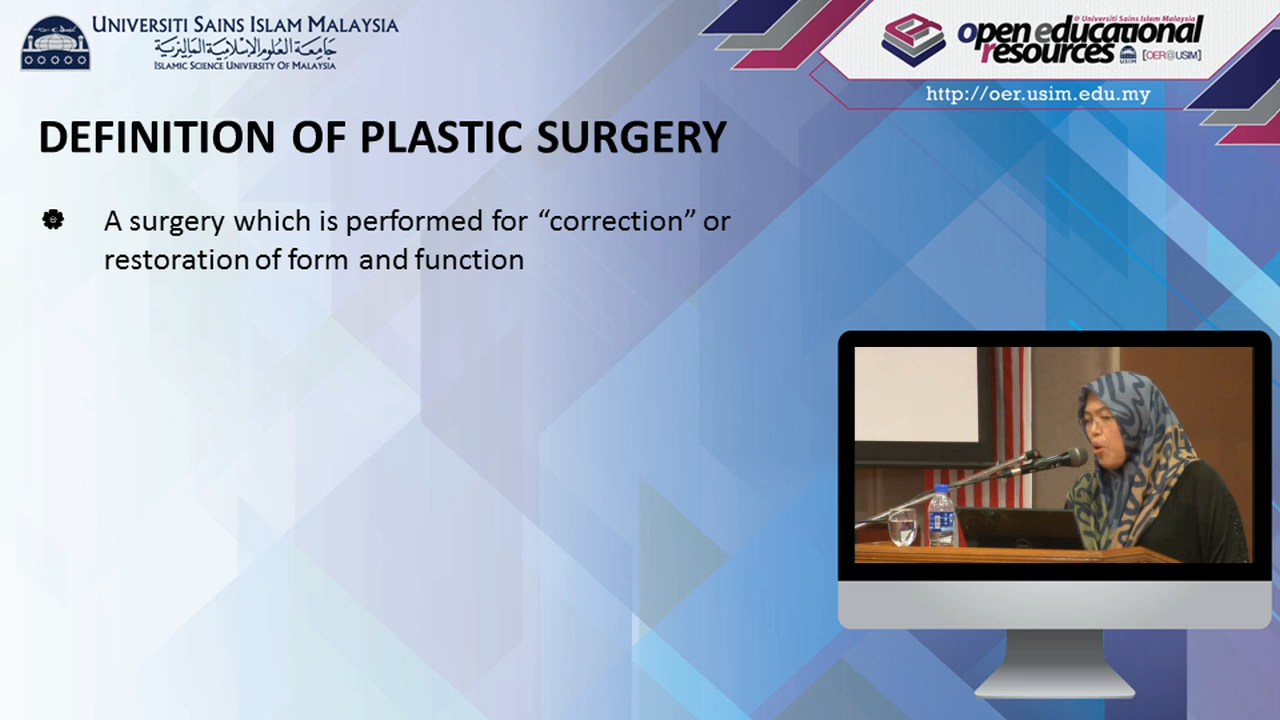 UNIVERSITI SAINS ISLAM MALAYSIA
جامعة العلوم الإسلامية الماليزية
ISLAMIC SCIENCE UNIVERSITY OF MALAYSIA
@ Universiti Sains Islam Malaysia
open educational
resources
USIM
[OER@USIM]
http://oer.usim.edu.my
DEFINITION OF PLASTIC SURGERY
A surgery which is performed for “correction” or
restoration of form and function